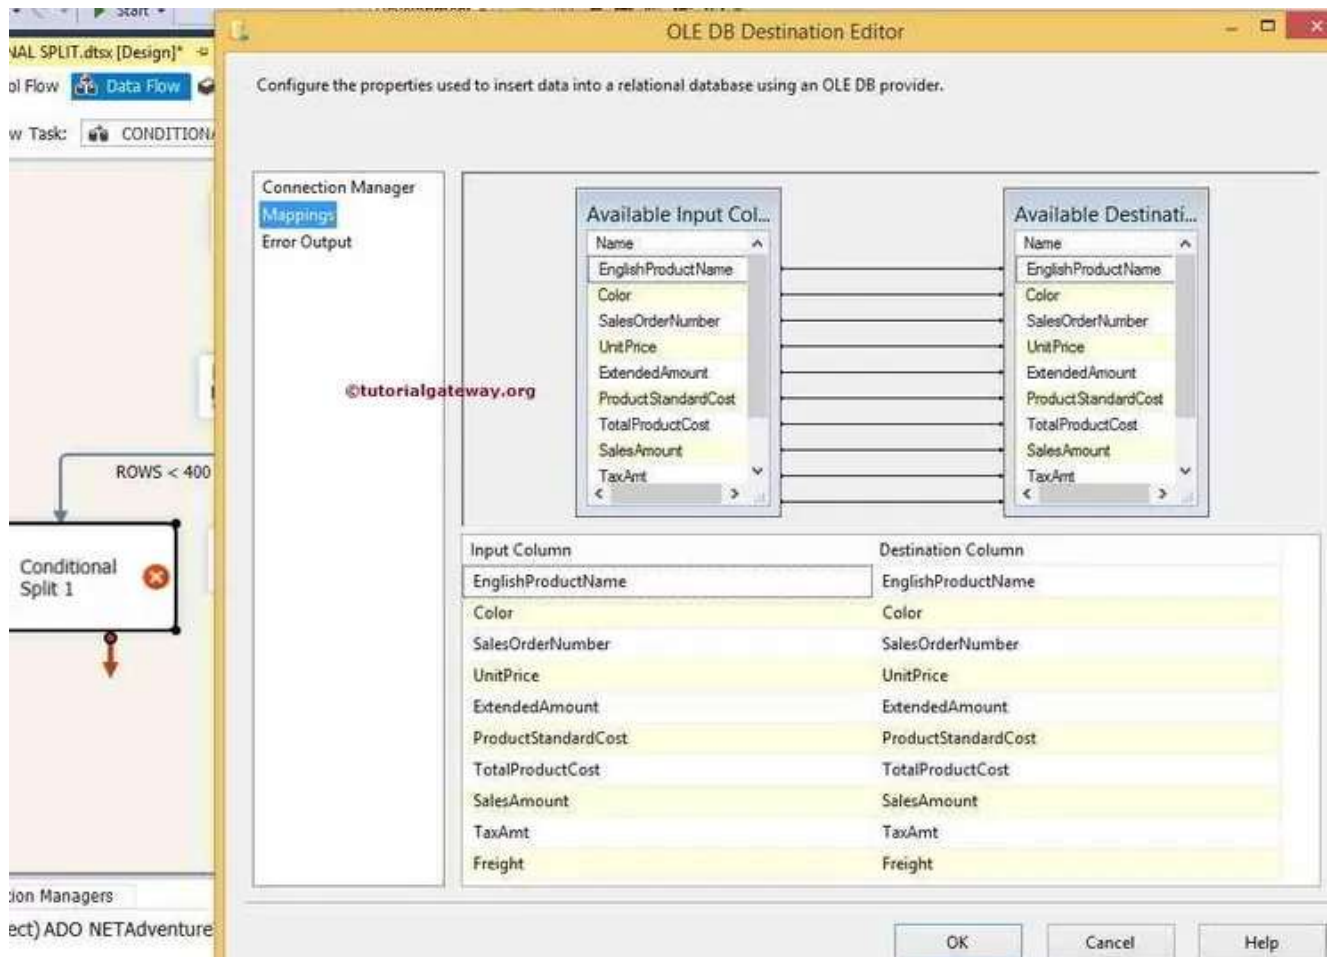 Start
NAL SPLIT.dtsx [Design]*
ol Flow Data Flow
w Task: CONDITIONA
ROWS < 400
Conditional
Split 1
ion Managers
ect) ADO NETAdventure
OLE DB Destination Editor
Configure the properties used to insert data into a relational database using an OLE DB provider.
Connection Manager
Mappings
Error Output
©tutorialgateway.org
Available Input Col...
Name
EnglishProductName
Color
SalesOrderNumber
UnitPrice
ExtendedAmount
ProductStandardCost
TotalProductCost
SalesAmount
TaxAmt
Available Destinati...
Name
EnglishProductName
Color
SalesOrderNumber
UnitPrice
ExtendedAmount
ProductStandardCost
TotalProductCost
SalesAmount
TaxAmt
Input Column Destination Column
EnglishProductName EnglishProductName
Color Color
SalesOrderNumber SalesOrderNumber
UnitPrice UnitPrice
ExtendedAmount ExtendedAmount
ProductStandardCost ProductStandardCost
TotalProductCost TotalProductCost
SalesAmount SalesAmount
TaxAmt TaxAmt
Freight Freight
OK Cancel Help